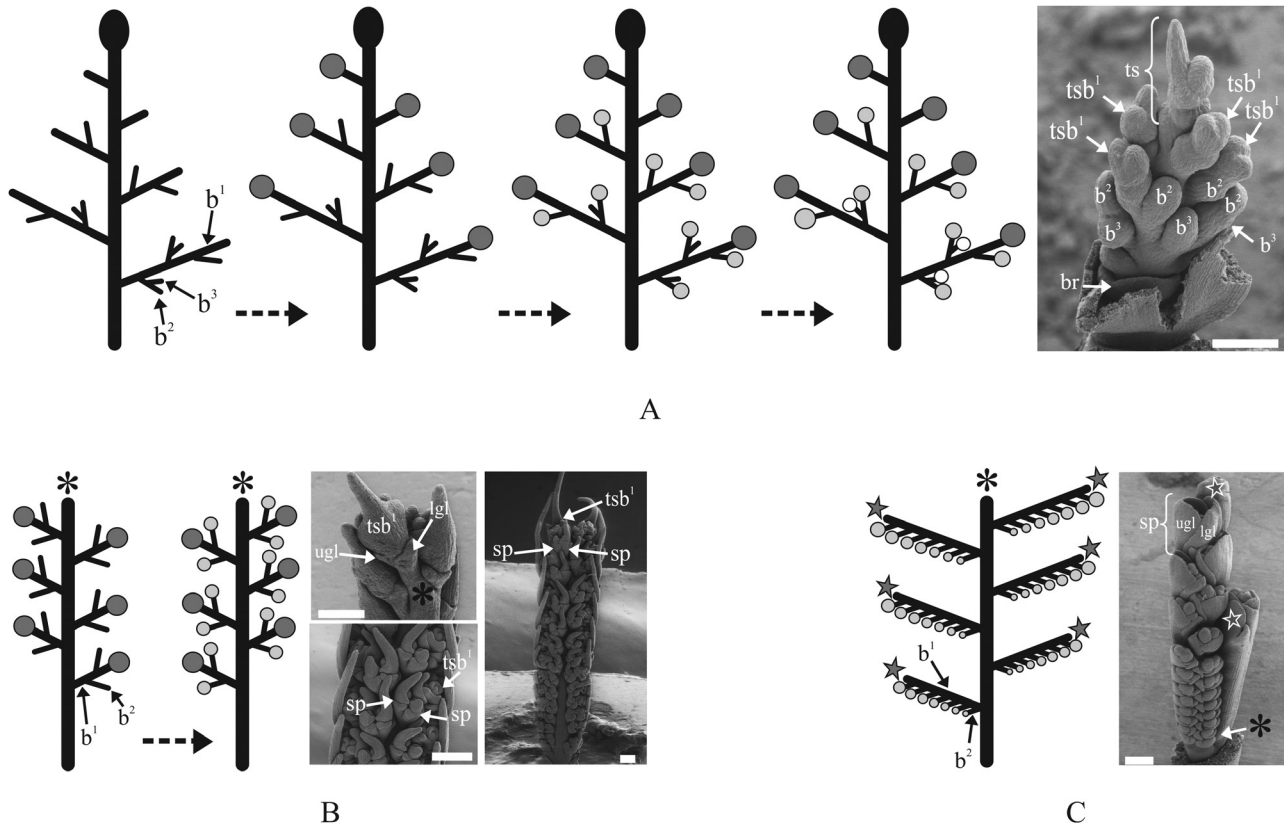 ts
tsb¹
tsb¹
tsb¹
tsb¹
b¹
b²
b²
b²
b²
b³
b³
b³
b³
br
b²
A
*
*
tsb¹
lgl
ugl
*
tsb¹
sp
sp
tsb¹
sp
sp
b¹
b²
B
*
sp
ugl
lgl
b¹
b²
*
C